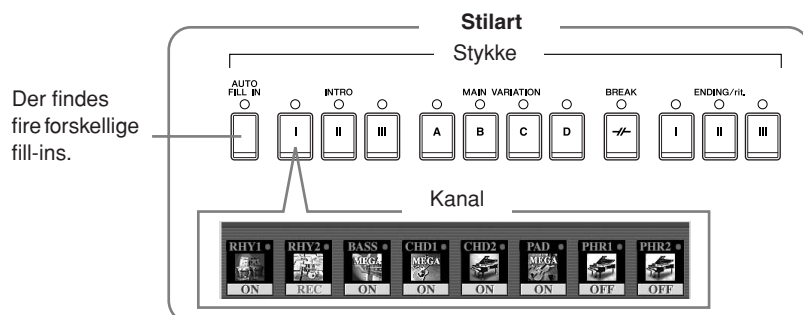 Stilart
Stykke
Der findes
fire forskellige
fill-ins.
AUTO
FILL IN
INTRO
MAIN VARIATION
BREAK
ENDING/rit.
I II III A B C D I II III
Kanal
RHY1 RHY2 BASS CHD1 CHD2 PAD PHR1 PHR2
MEGA MEGA MEGA
ON REC ON ON ON ON OFF OFF